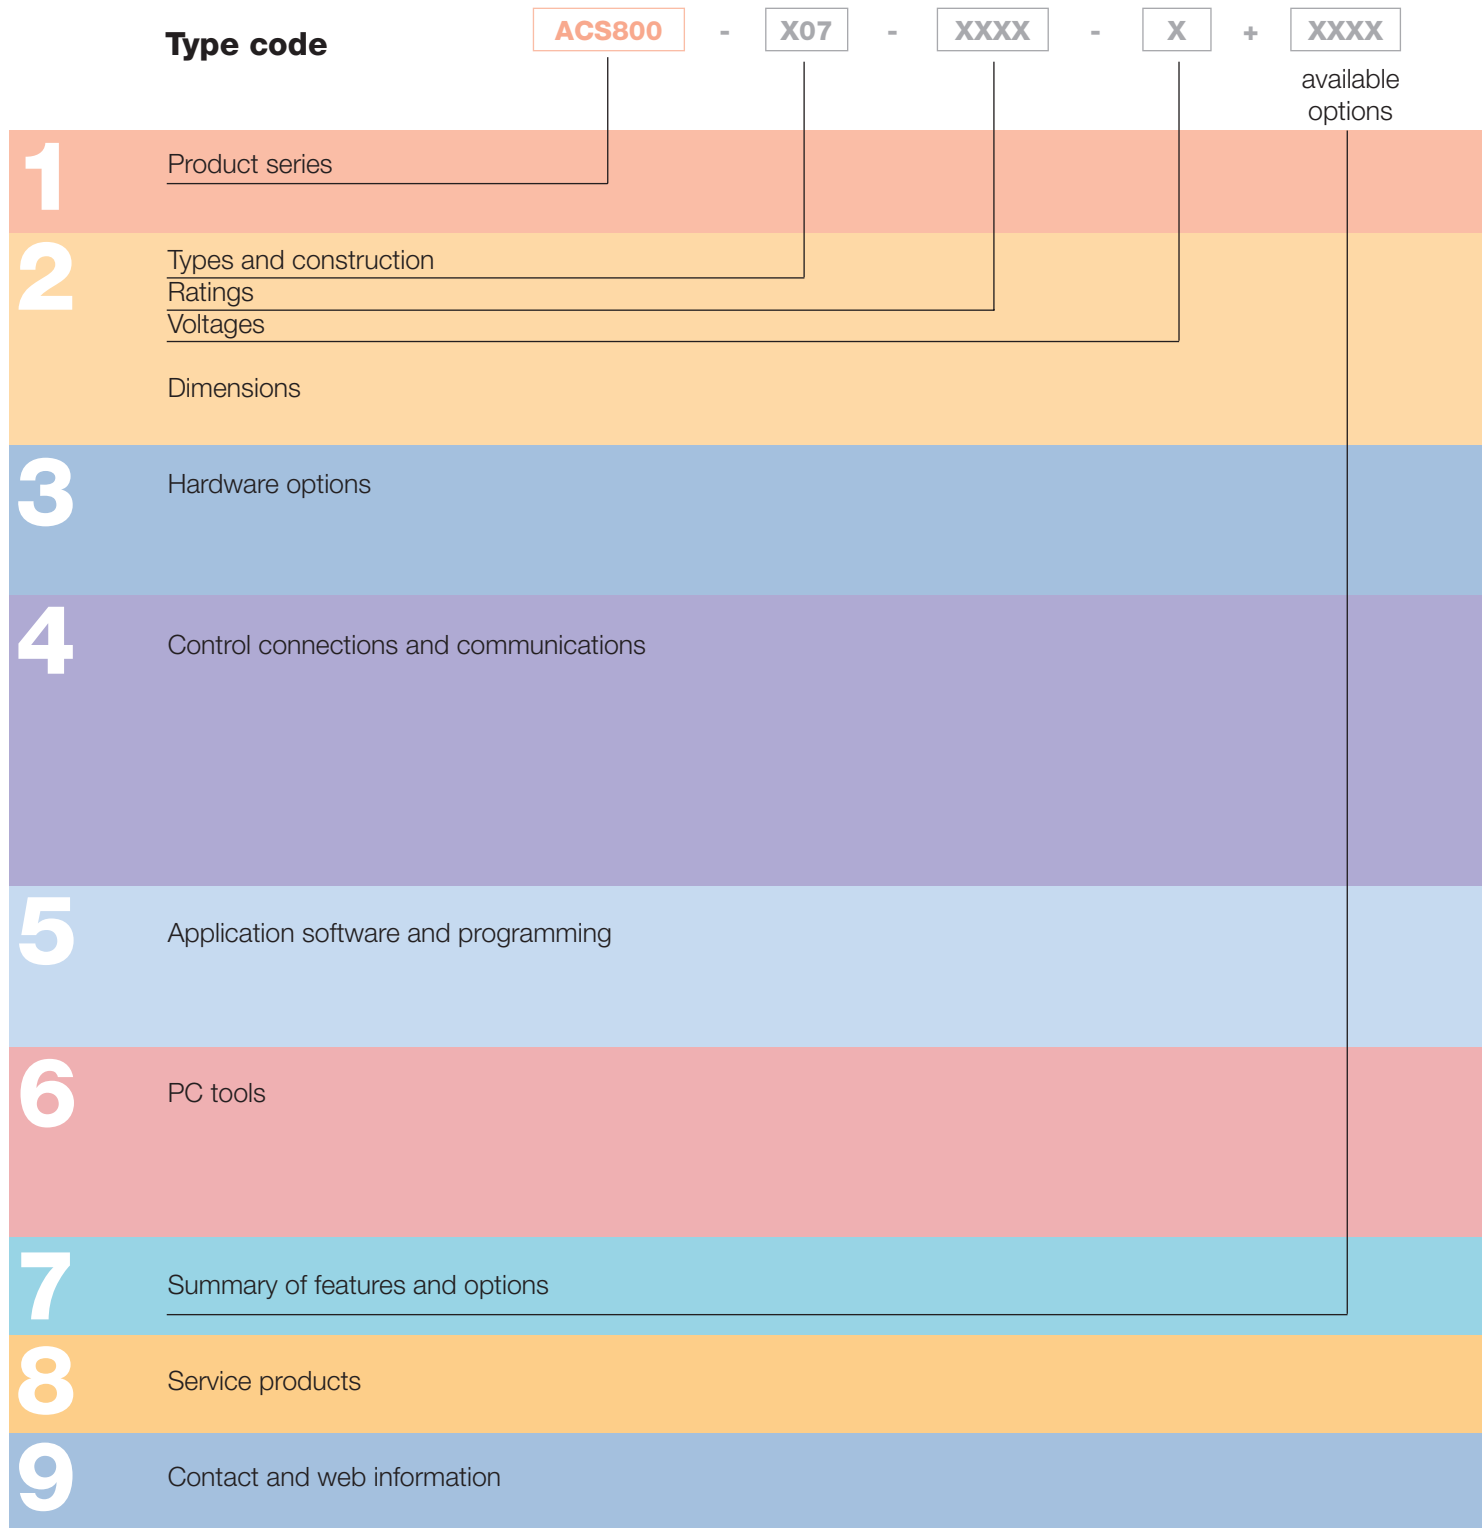 Type code ACS800 - X07 - XXXX - X + XXXX
available
options
1 Product series
2 Types and construction
Ratings
Voltages
Dimensions
3 Hardware options
4 Control connections and communications
5 Application software and programming
6 PC tools
7 Summary of features and options
8 Service products
9 Contact and web information